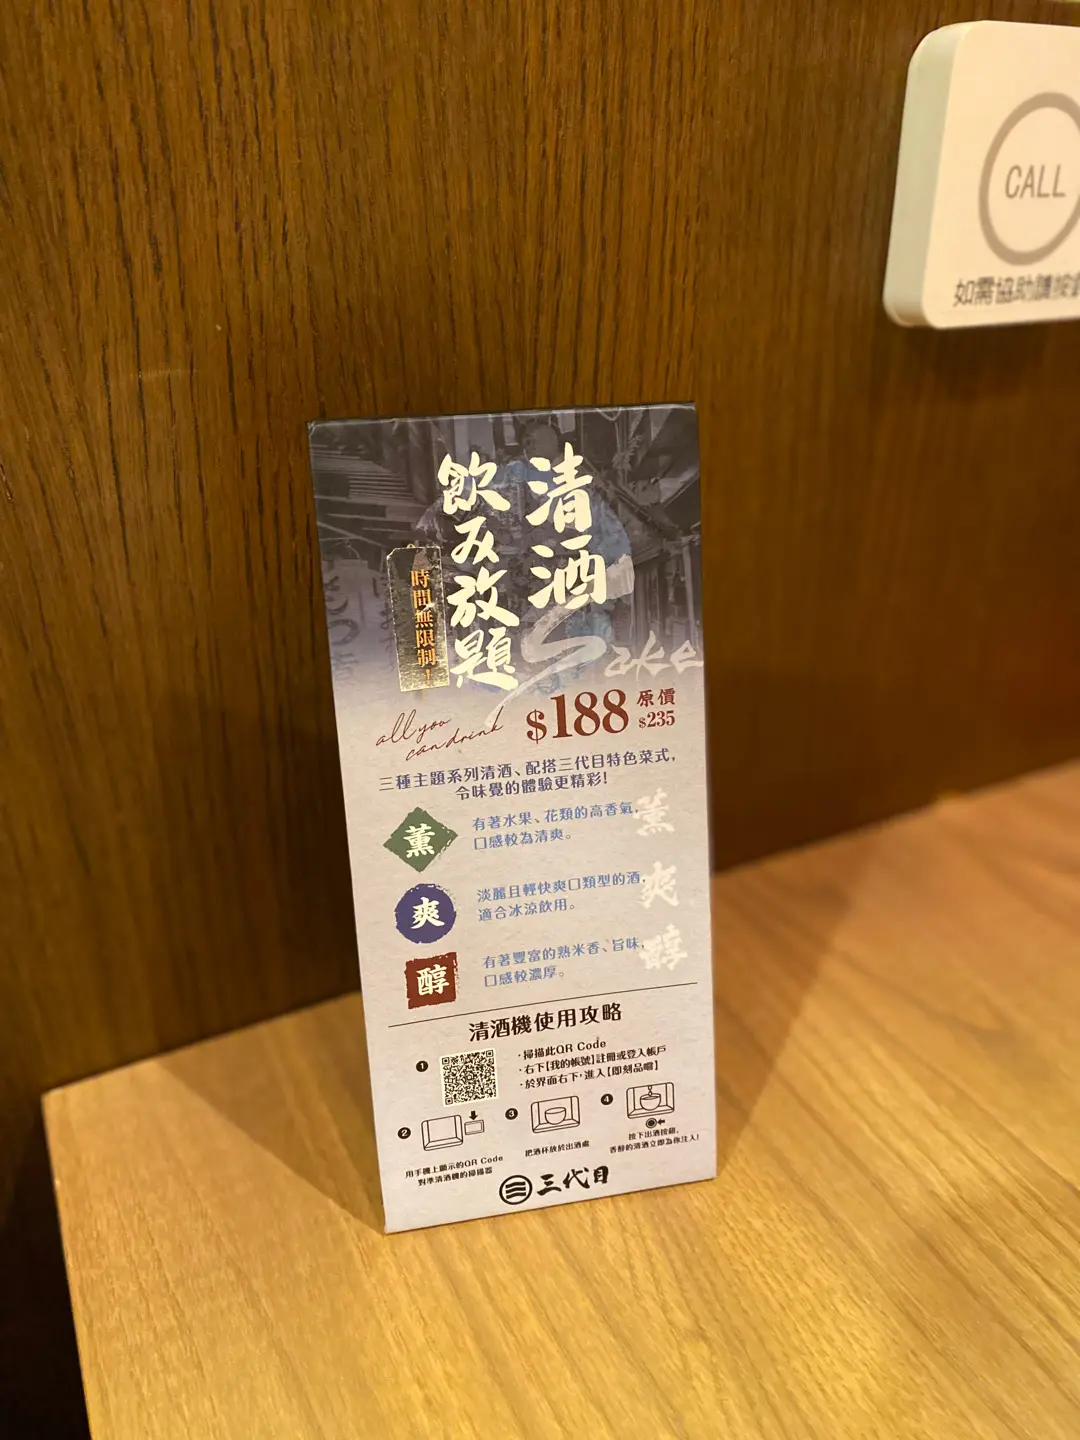 CALL
如需協助請按
清酒
飲み放題
時間無限制！
Sake
all you
can drink
$188
原價
$235
三種主題系列清酒、配搭三代目特色菜式，
令味覺的體驗更精彩！
薰
有著水果、花類的高香氣，
口感較為清爽。
薰
爽
淡麗且輕快爽口類型的酒，
適合冰涼飲用。
爽
醇
有著豐富的熟米香、旨味，
口感較濃厚。
醇
清酒機使用攻略
1
·掃描此QR Code
·右下【我的帳號】註冊或登入帳戶
·於界面右下，進入【即刻品嚐】
2
用手機上顯示的QR Code
對準清酒機的掃描器
3
把酒杯放於出酒處
4
按下出酒按鈕，
香醇的清酒立即為你注入！
三代目